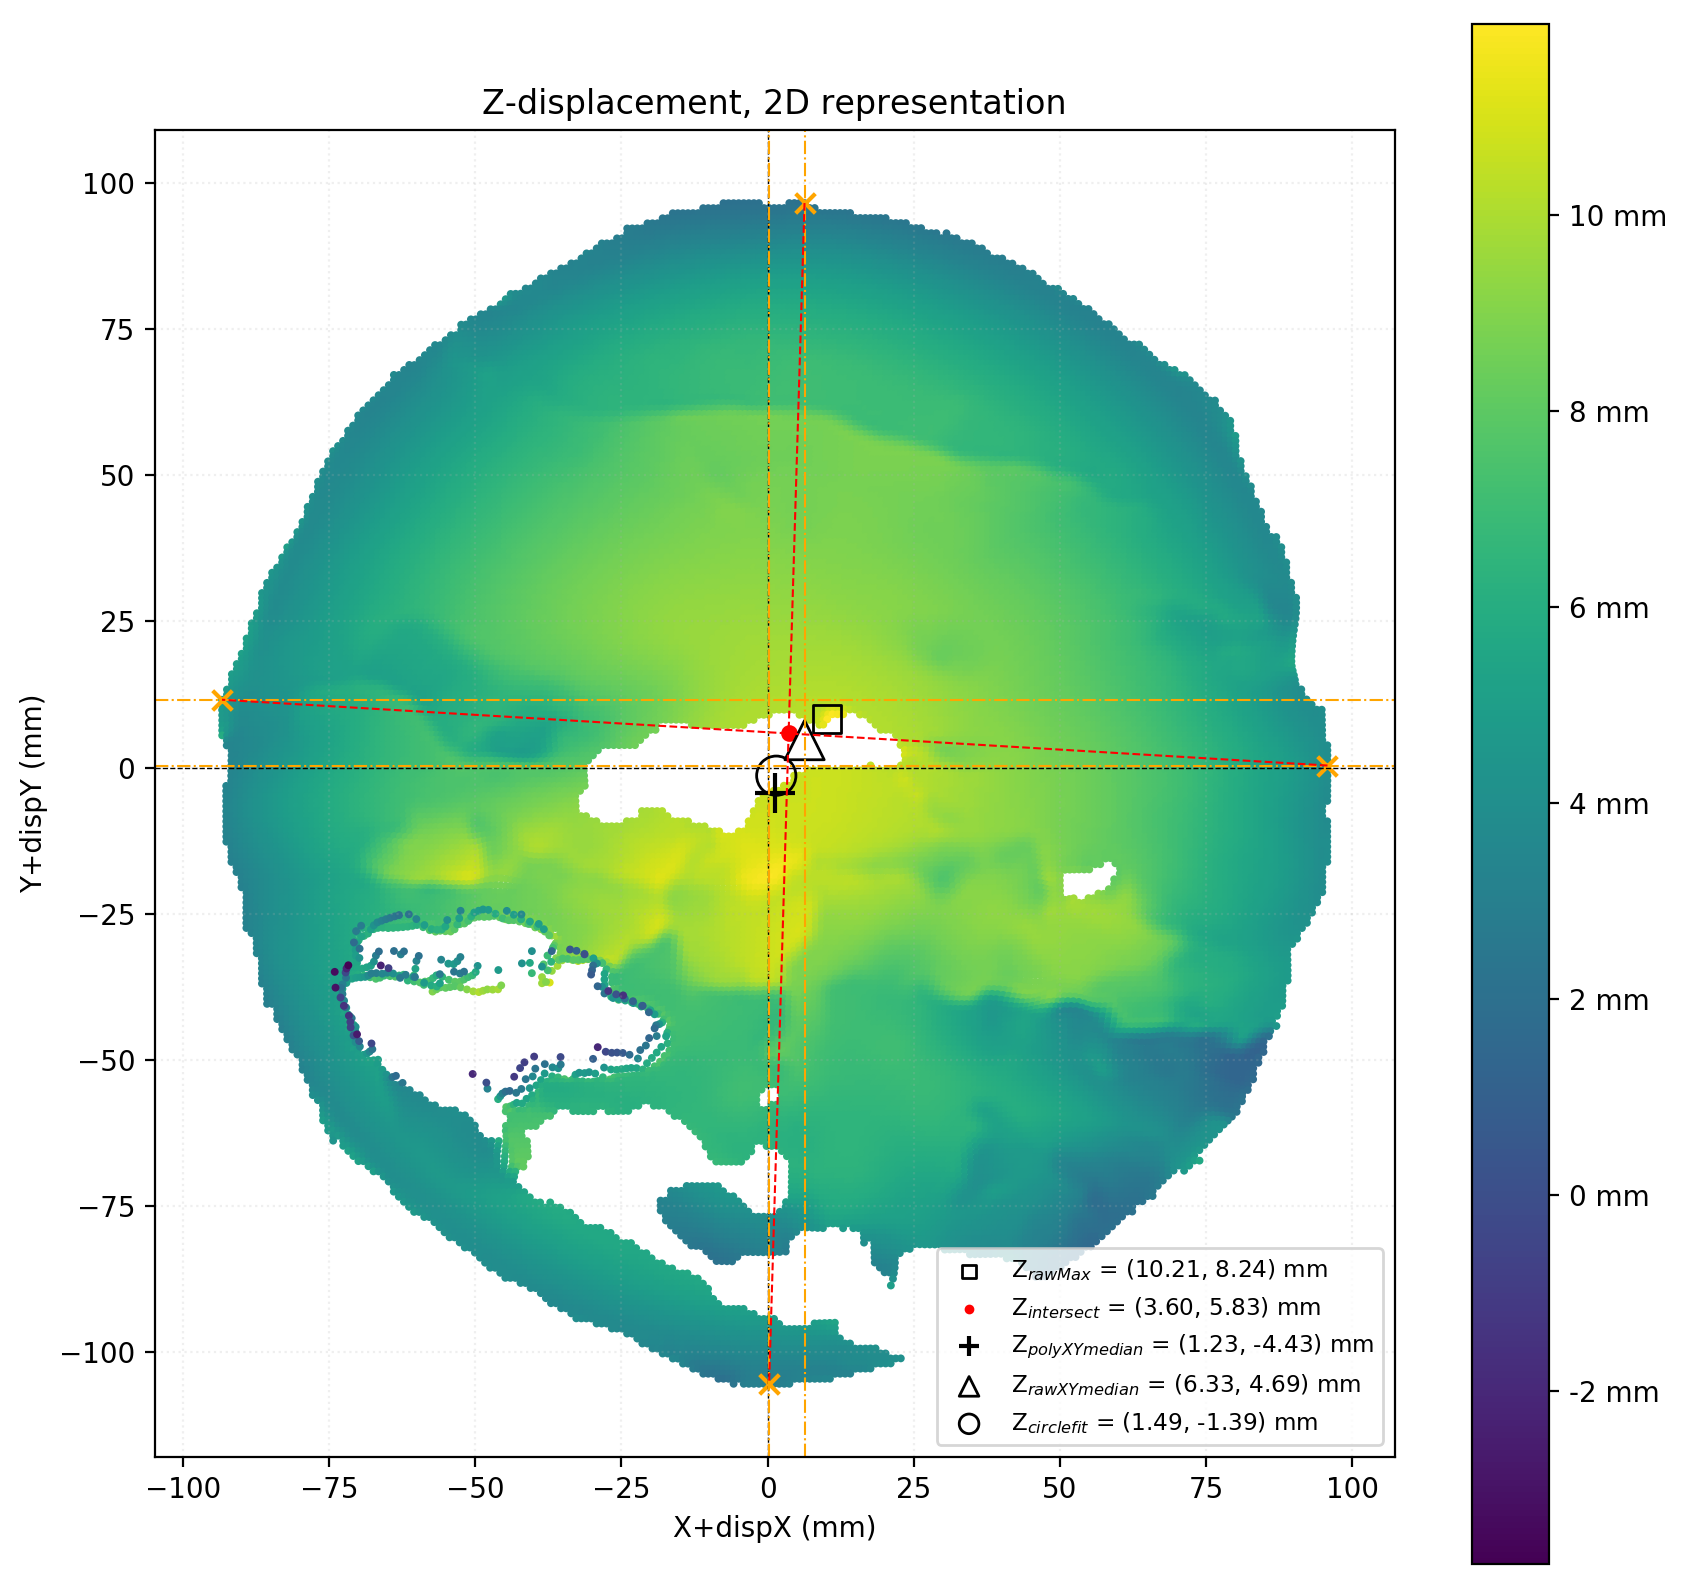 Z-displacement, 2D representation
100
75
50
25
0
−25
−50
−75
−100
Y+dispY (mm)
−100
−75
−50
−25
0
25
50
75
100
X+dispX (mm)
Z_rawMax = (10.21, 8.24) mm
Z_intersect = (3.60, 5.83) mm
Z_polyXYmedian = (1.23, -4.43) mm
Z_rawXYmedian = (6.33, 4.69) mm
Z_circlefit = (1.49, -1.39) mm
10 mm
8 mm
6 mm
4 mm
2 mm
0 mm
-2 mm